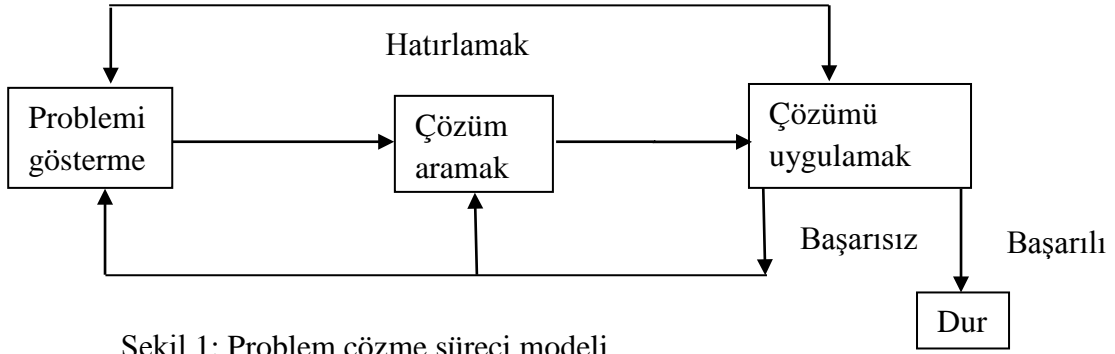 Hatırlamak
Problemi
gösterme
Çözüm
aramak
Çözümü
uygulamak
Başarısız
Başarılı
Dur
Şekil 1: Problem çözme süreci modeli